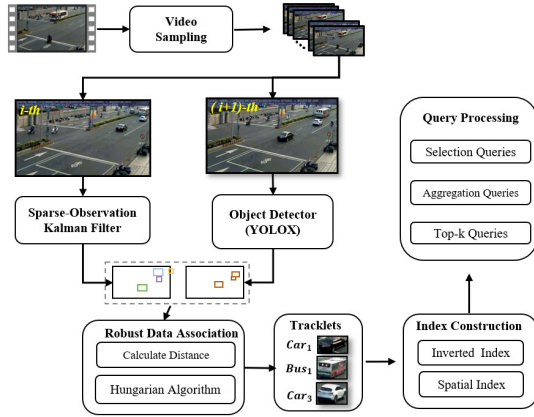 Video
Sampling
i-th
(i+1)-th
Sparse-Observation
Kalman Filter
Object Detector
(YOLOX)
Robust Data Association
Calculate Distance
Hungarian Algorithm
Tracklets
Car₁
Bus₁
Car₃
Index Construction
Inverted Index
Spatial Index
Query Processing
Selection Queries
Aggregation Queries
Top-k Queries